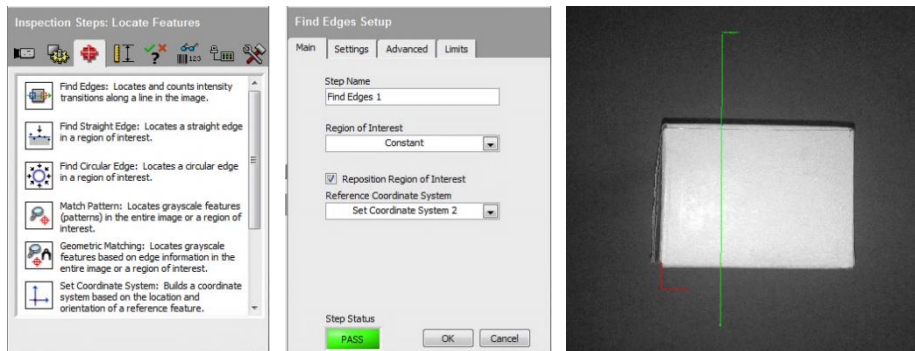 Inspection Steps: Locate Features
Find Edges: Locates and counts intensity
transitions along a line in the image.
Find Straight Edge: Locates a straight edge
in a region of interest.
Find Circular Edge: Locates a circular edge
in a region of interest.
Match Pattern: Locates grayscale features
(patterns) in the entire image or a region of
interest.
Geometric Matching: Locates grayscale
features based on edge information in the
entire image or a region of interest.
Set Coordinate System: Builds a coordinate
system based on the location and
orientation of a reference feature.
Find Edges Setup
Main Settings Advanced Limits
Step Name
Find Edges 1
Region of Interest
Constant
Reposition Region of Interest
Reference Coordinate System
Set Coordinate System 2
Step Status
PASS OK Cancel